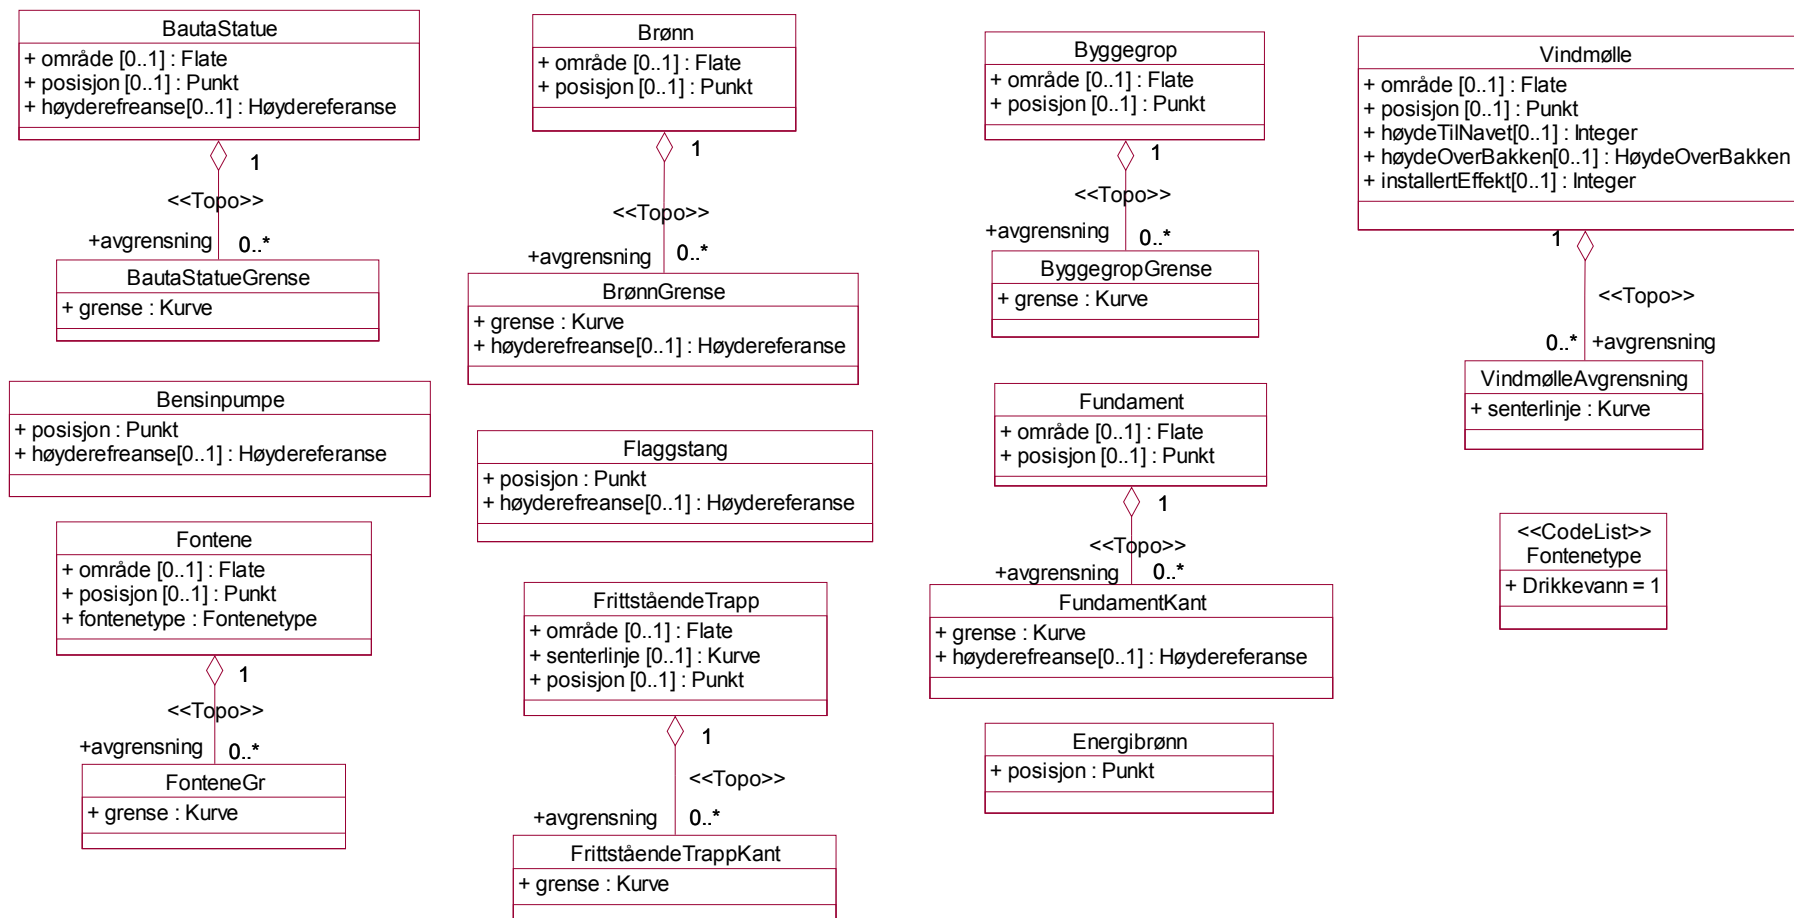 BautaStatue
+ område [0..1] : Flate
+ posisjon [0..1] : Punkt
+ høyderefreanse[0..1] : Høydereferanse
1
<<Topo>>
+avgrensning
0..*
BautaStatueGrense
+ grense : Kurve
Bensinpumpe
+ posisjon : Punkt
+ høyderefreanse[0..1] : Høydereferanse
Fontene
+ område [0..1] : Flate
+ posisjon [0..1] : Punkt
+ fontenetype : Fontenetype
1
<<Topo>>
+avgrensning
0..*
FonteneGr
+ grense : Kurve
Brønn
+ område [0..1] : Flate
+ posisjon [0..1] : Punkt
1
<<Topo>>
+avgrensning
0..*
BrønnGrense
+ grense : Kurve
+ høyderefreanse[0..1] : Høydereferanse
Flaggstang
+ posisjon : Punkt
+ høyderefreanse[0..1] : Høydereferanse
FrittståendeTrapp
+ område [0..1] : Flate
+ senterlinje [0..1] : Kurve
+ posisjon [0..1] : Punkt
1
<<Topo>>
+avgrensning
0..*
FrittståendeTrappKant
+ grense : Kurve
Byggegrop
+ område [0..1] : Flate
+ posisjon [0..1] : Punkt
1
<<Topo>>
+avgrensning
0..*
ByggegropGrense
+ grense : Kurve
Fundament
+ område [0..1] : Flate
+ posisjon [0..1] : Punkt
1
<<Topo>>
+avgrensning
0..*
FundamentKant
+ grense : Kurve
+ høyderefreanse[0..1] : Høydereferanse
Energibrønn
+ posisjon : Punkt
Vindmølle
+ område [0..1] : Flate
+ posisjon [0..1] : Punkt
+ høydeTilNavet[0..1] : Integer
+ høydeOverBakken[0..1] : HøydeOverBakken
+ installertEffekt[0..1] : Integer
1
<<Topo>>
0..*
+avgrensning
VindmølleAvgrensning
+ senterlinje : Kurve
<<CodeList>>
Fontenetype
+ Drikkevann = 1